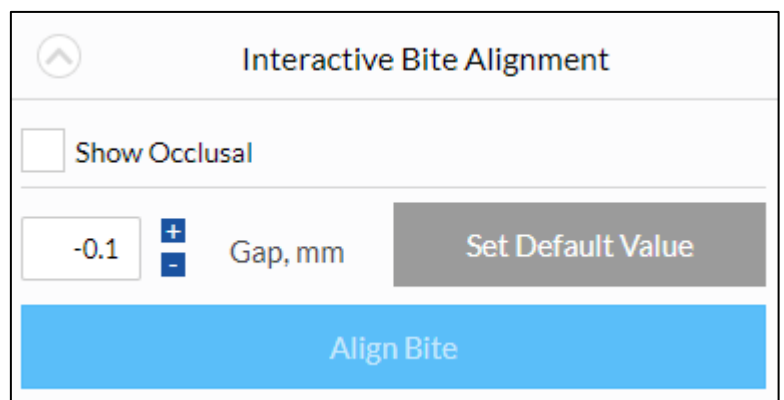 Interactive Bite Alignment
Show Occlusal
-0.1 + - Gap, mm Set Default Value
Align Bite